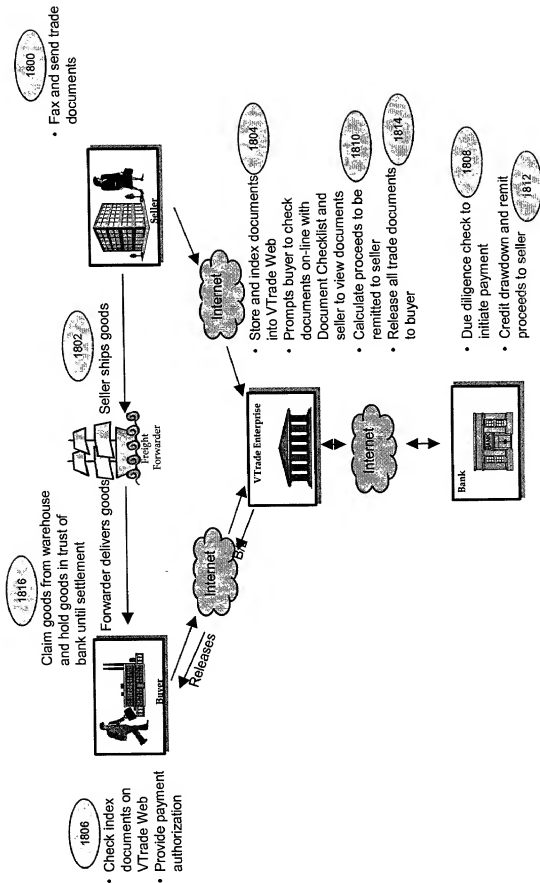 1800
• Fax and send trade
documents
Seller
1802
Seller ships goods
Freight
Forwarder
Forwarder delivers goods
1816
Claim goods from warehouse
and hold goods in trust of
bank until settlement
Buyer
1806
• Check index
documents on
VTrade Web
• Provide payment
authorization
Releases
Internet
Internet
VTrade Enterprise
1804
• Store and index documents
into VTrade Web
• Prompts buyer to check
documents on-line with
Document Checklist and
seller to view documents
1810
• Calculate proceeds to be
remitted to seller
1814
• Release all trade documents
to buyer
Internet
Bank
1808
• Due diligence check to
initiate payment
1812
• Credit drawdown and remit
proceeds to seller